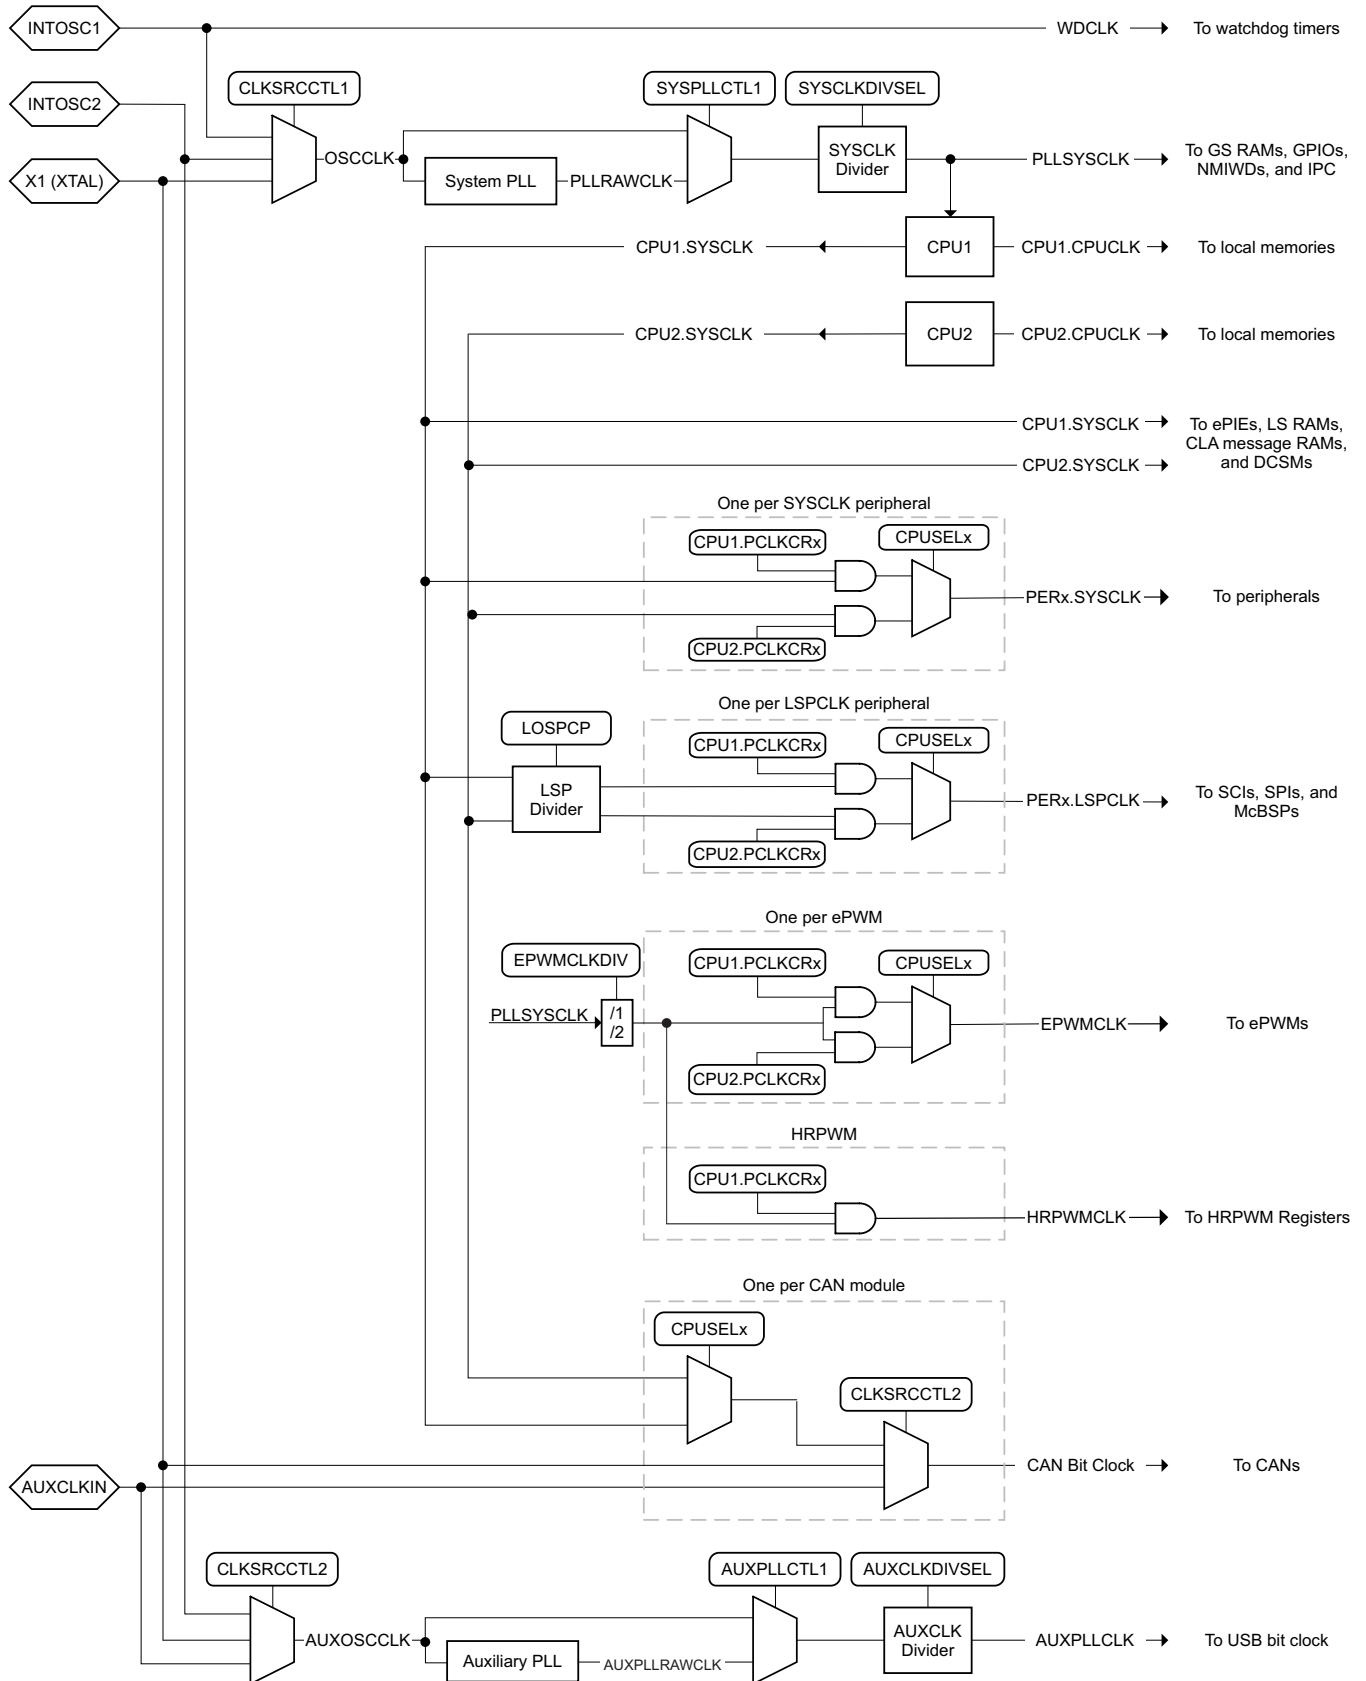 INTOSC1
WDCLK
To watchdog timers
INTOSC2
CLKSRCCTL1
SYSPLLCTL1
SYSCLKDIVSEL
X1 (XTAL)
OSCCLK
System PLL
PLLRAWCLK
SYSCLK
Divider
PLLSYSCLK
To GS RAMs, GPIOs,
NMIWDs, and IPC
CPU1.SYSCLK
CPU1
CPU1.CPUCLK
To local memories
CPU2.SYSCLK
CPU2
CPU2.CPUCLK
To local memories
CPU1.SYSCLK
CPU2.SYSCLK
To ePIEs, LS RAMs,
CLA message RAMs,
and DCSMs
One per SYSCLK peripheral
CPU1.PCLKCRx
CPUSELx
CPU2.PCLKCRx
PERx.SYSCLK
To peripherals
One per LSPCLK peripheral
LOSPCP
LSP
Divider
CPU1.PCLKCRx
CPUSELx
CPU2.PCLKCRx
PERx.LSPCLK
To SCIs, SPIs, and
McBSPs
One per ePWM
EPWMCLKDIV
PLLSYSCLK
/1
/2
CPU1.PCLKCRx
CPUSELx
CPU2.PCLKCRx
EPWMCLK
To ePWMs
HRPWM
CPU1.PCLKCRx
HRPWMCLK
To HRPWM Registers
One per CAN module
CPUSELx
CLKSRCCTL2
AUXCLKIN
CAN Bit Clock
To CANs
CLKSRCCTL2
AUXPLLCTL1
AUXCLKDIVSEL
AUXOSCCLK
Auxiliary PLL
AUXPLLRAWCLK
AUXCLK
Divider
AUXPLLCLK
To USB bit clock